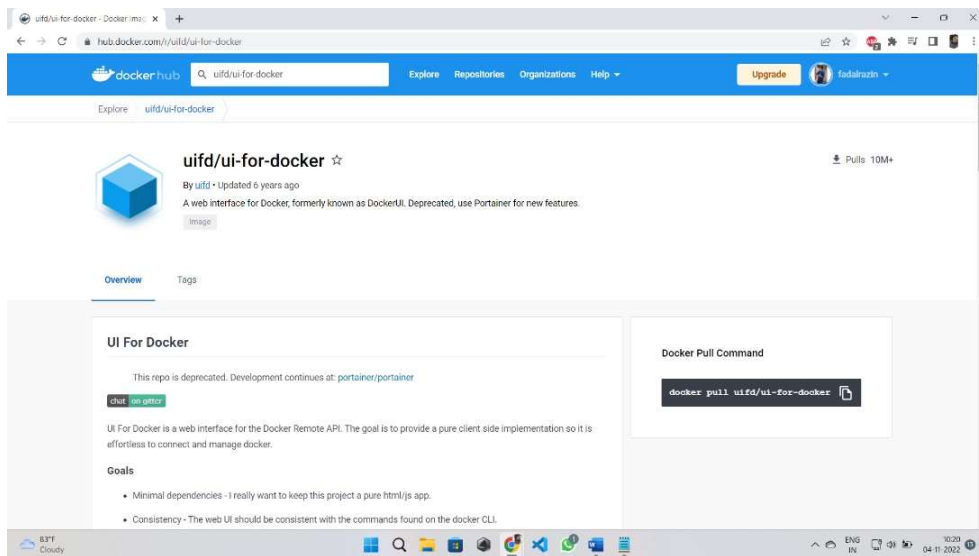 uifd/ui-for-docker - Docker Imag
hub.docker.com/r/uifd/ui-for-docker
dockerhub
uifd/ui-for-docker
Explore Repositories Organizations Help
Upgrade
fadalrazin
Explore uifd/ui-for-docker
uifd/ui-for-docker
Pulls 10M+
By uifd • Updated 6 years ago
A web interface for Docker, formerly known as DockerUI. Deprecated, use Portainer for new features.
Image
Overview Tags
UI For Docker
This repo is deprecated. Development continues at: portainer/portainer
chat on gitter
UI For Docker is a web interface for the Docker Remote API. The goal is to provide a pure client side implementation so it is
effortless to connect and manage docker.
Goals
• Minimal dependencies - I really want to keep this project a pure html/js app.
• Consistency - The web UI should be consistent with the commands found on the docker CLI.
Docker Pull Command
docker pull uifd/ui-for-docker
83°F
Cloudy
ENG
IN
10:20
04-11-2022